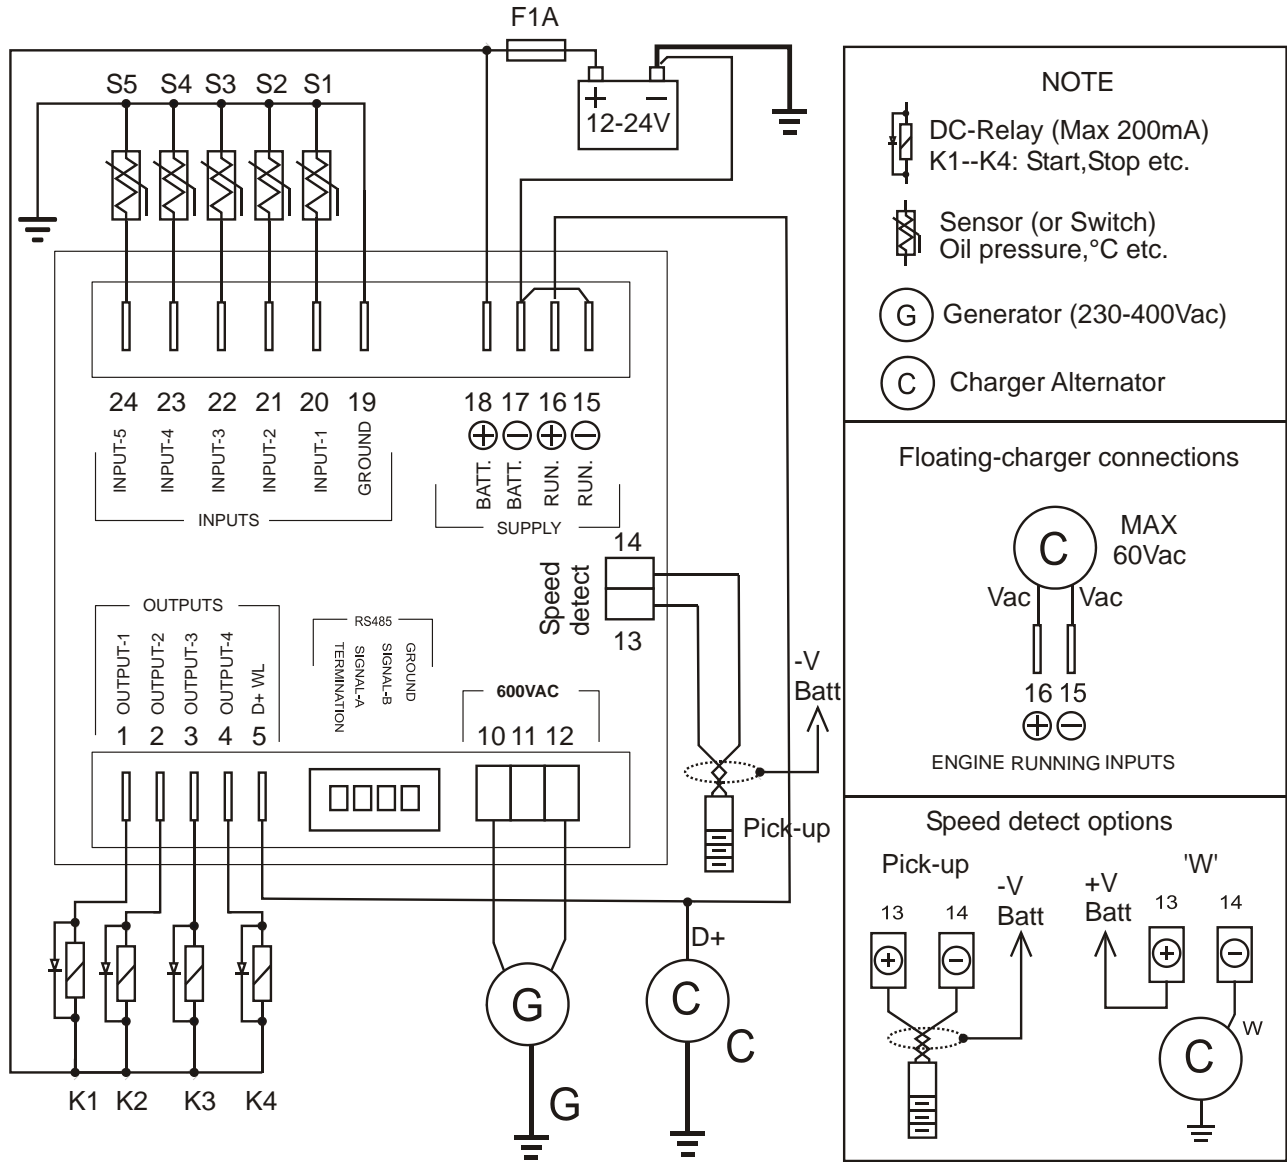 F1A
S5 S4 S3 S2 S1
+ −
12-24V
24 23 22 21 20 19
INPUT-5
INPUT-4
INPUT-3
INPUT-2
INPUT-1
GROUND
INPUTS
18 17 16 15
+ − + −
BATT.
BATT.
RUN.
RUN.
SUPPLY
14
Speed
detect
13
OUTPUTS
OUTPUT-1
OUTPUT-2
OUTPUT-3
OUTPUT-4
D+ WL
1 2 3 4 5
RS485
TERMINATION
SIGNAL-A
SIGNAL-B
GROUND
600VAC
10 11 12
-V
Batt
Pick-up
D+
G
C
C
G
K1 K2 K3 K4
NOTE
DC-Relay (Max 200mA)
K1--K4: Start,Stop etc.
Sensor (or Switch)
Oil pressure,°C etc.
G Generator (230-400Vac)
C Charger Alternator
Floating-charger connections
C
MAX
60Vac
Vac Vac
16 15
+ −
ENGINE RUNNING INPUTS
Speed detect options
Pick-up
13 14
+ −
-V
Batt
'W'
+V
Batt
13 14
+ −
W
C